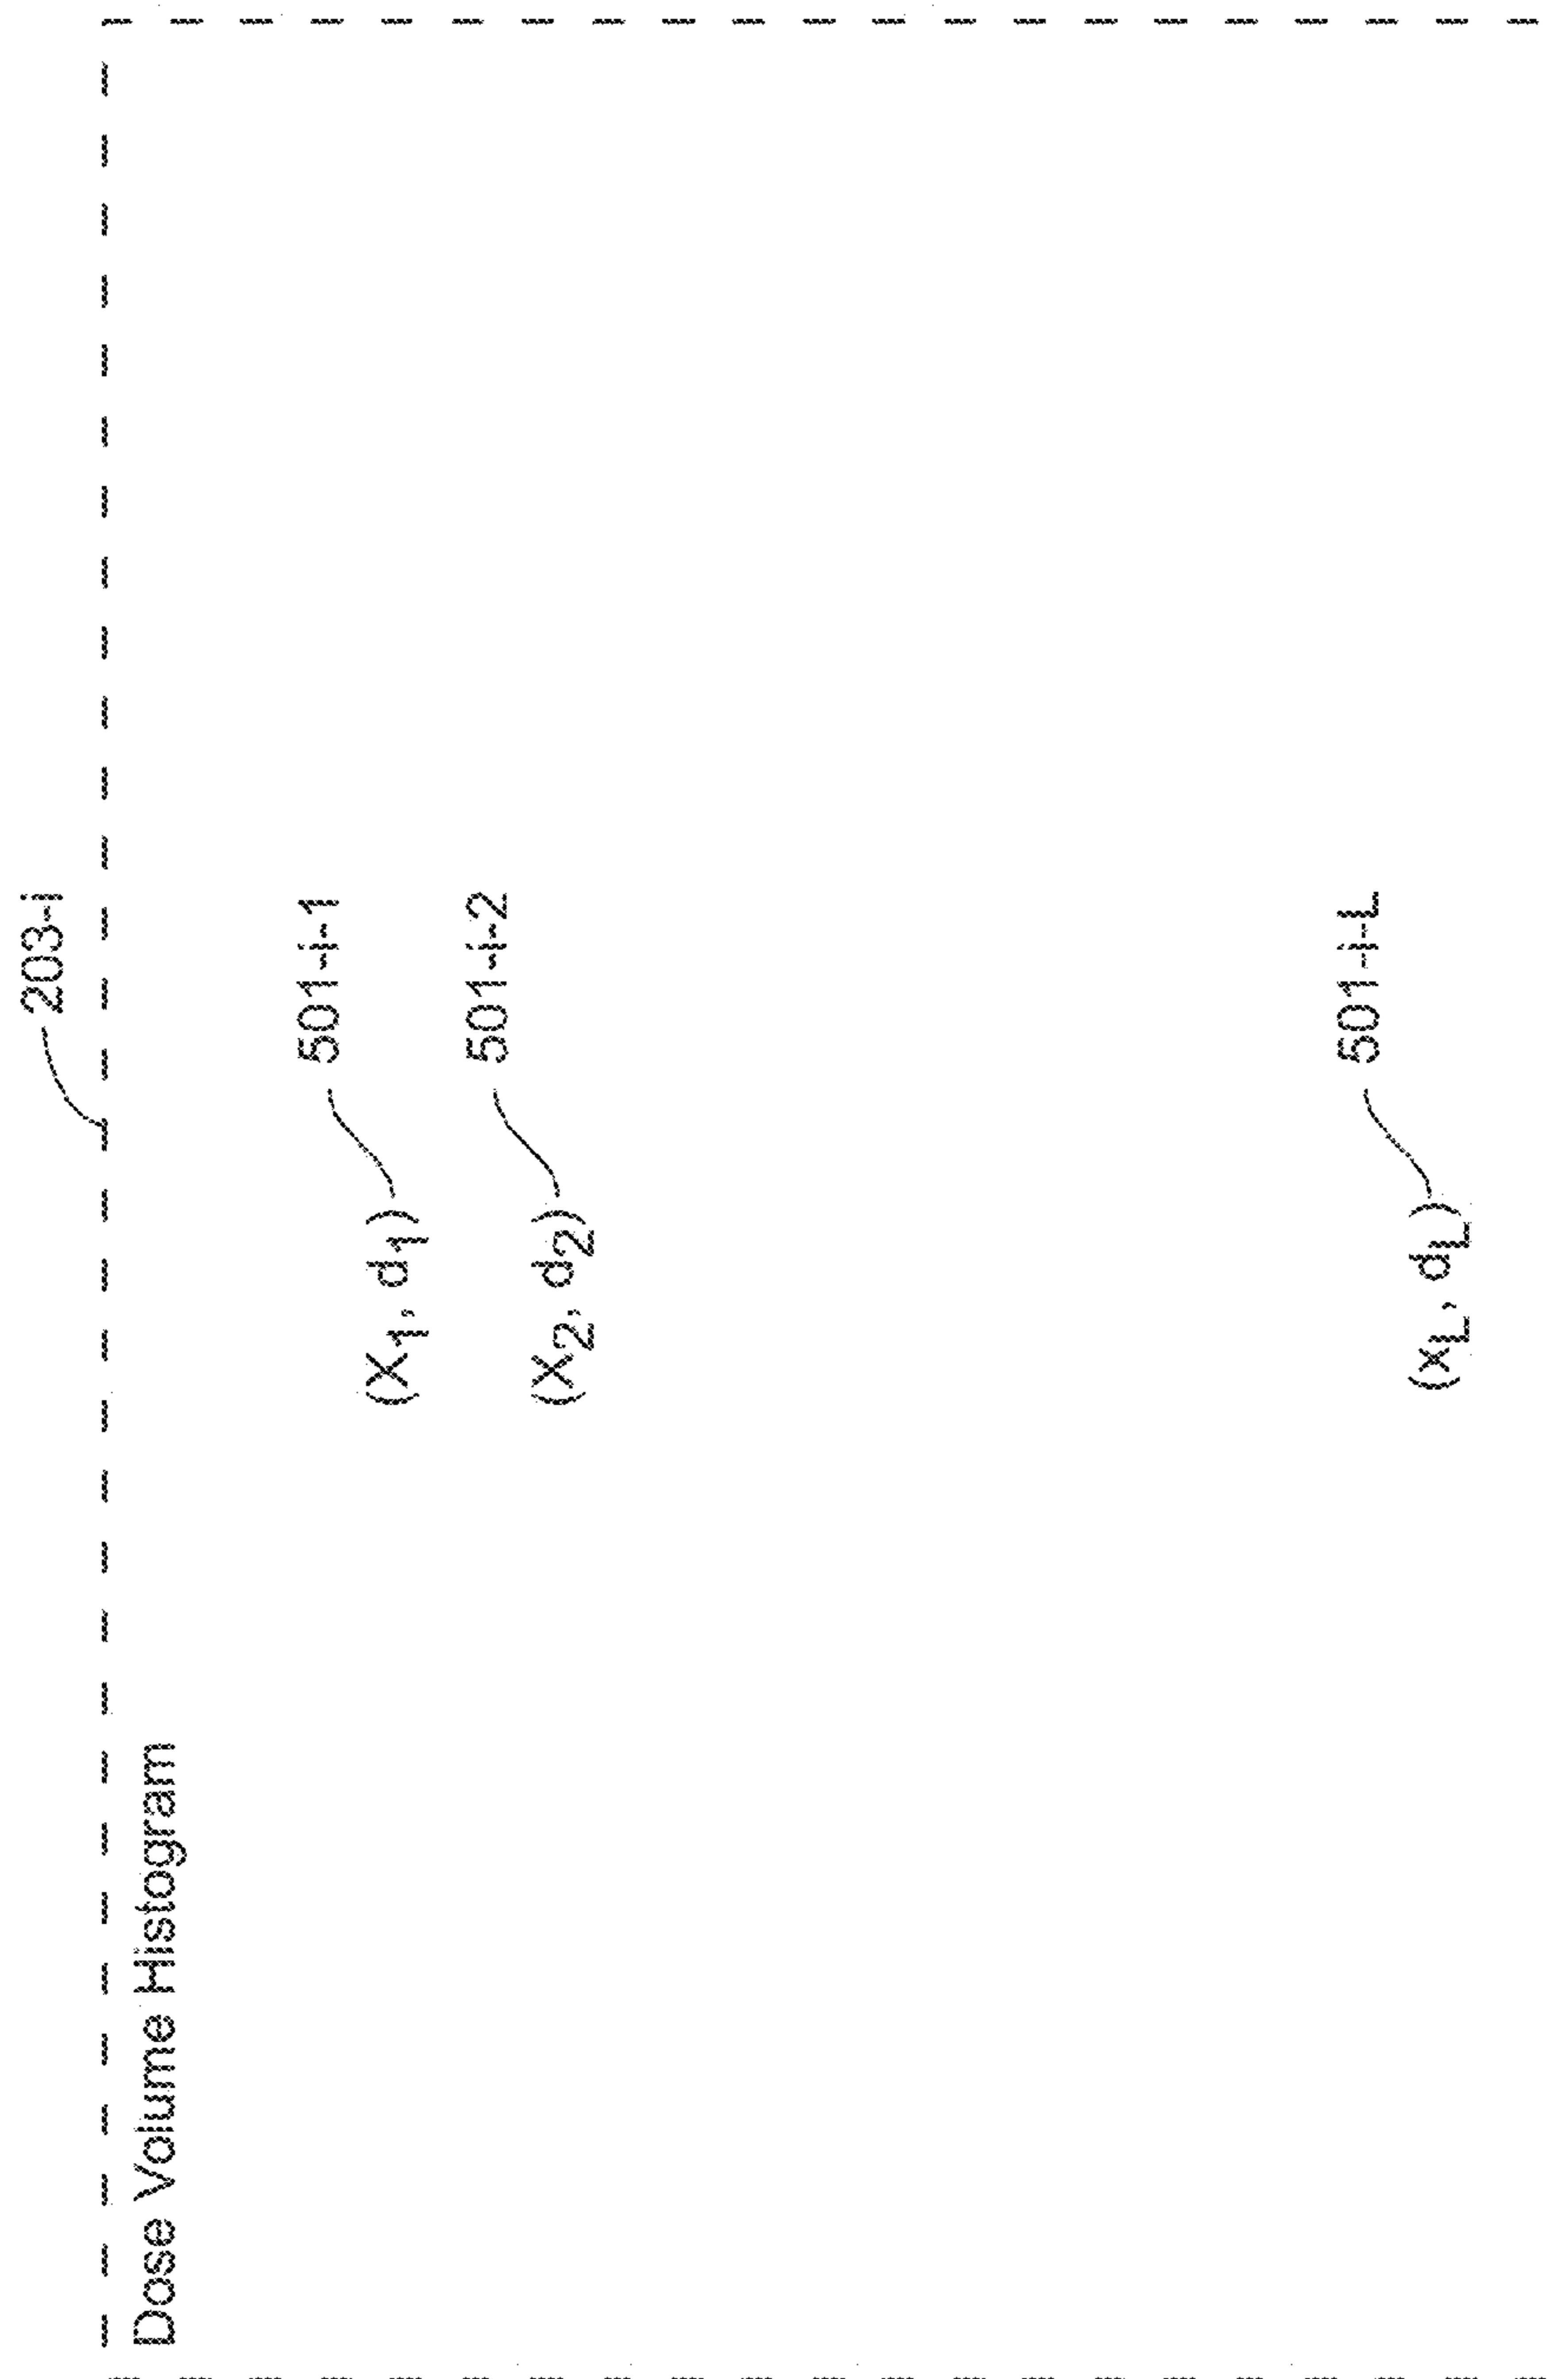 203-i
Dose Volume Histogram
501-i-1
(X1, d1)
501-i-2
(X2, d2)
501-i-L
(xL, dL)